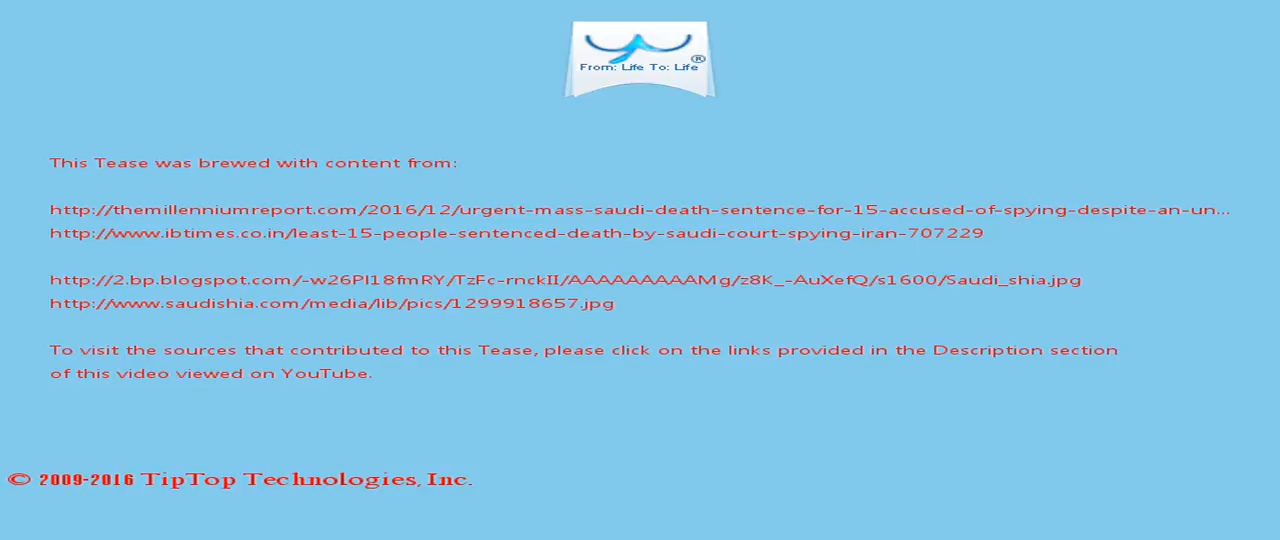 From: Life To: Life ®
This Tease was brewed with content from:
http://themillenniumreport.com/2016/12/urgent-mass-saudi-death-sentence-for-15-accused-of-spying-despite-an-un...
http://www.ibtimes.co.in/least-15-people-sentenced-death-by-saudi-court-spying-iran-707229
http://2.bp.blogspot.com/-w26Pl18fmRY/TzFc-rnckII/AAAAAAAAAMg/z8K_-AuXefQ/s1600/Saudi_shia.jpg
http://www.saudishia.com/media/lib/pics/1299918657.jpg
To visit the sources that contributed to this Tease, please click on the links provided in the Description section
of this video viewed on YouTube.
© 2009-2016 TipTop Technologies, Inc.